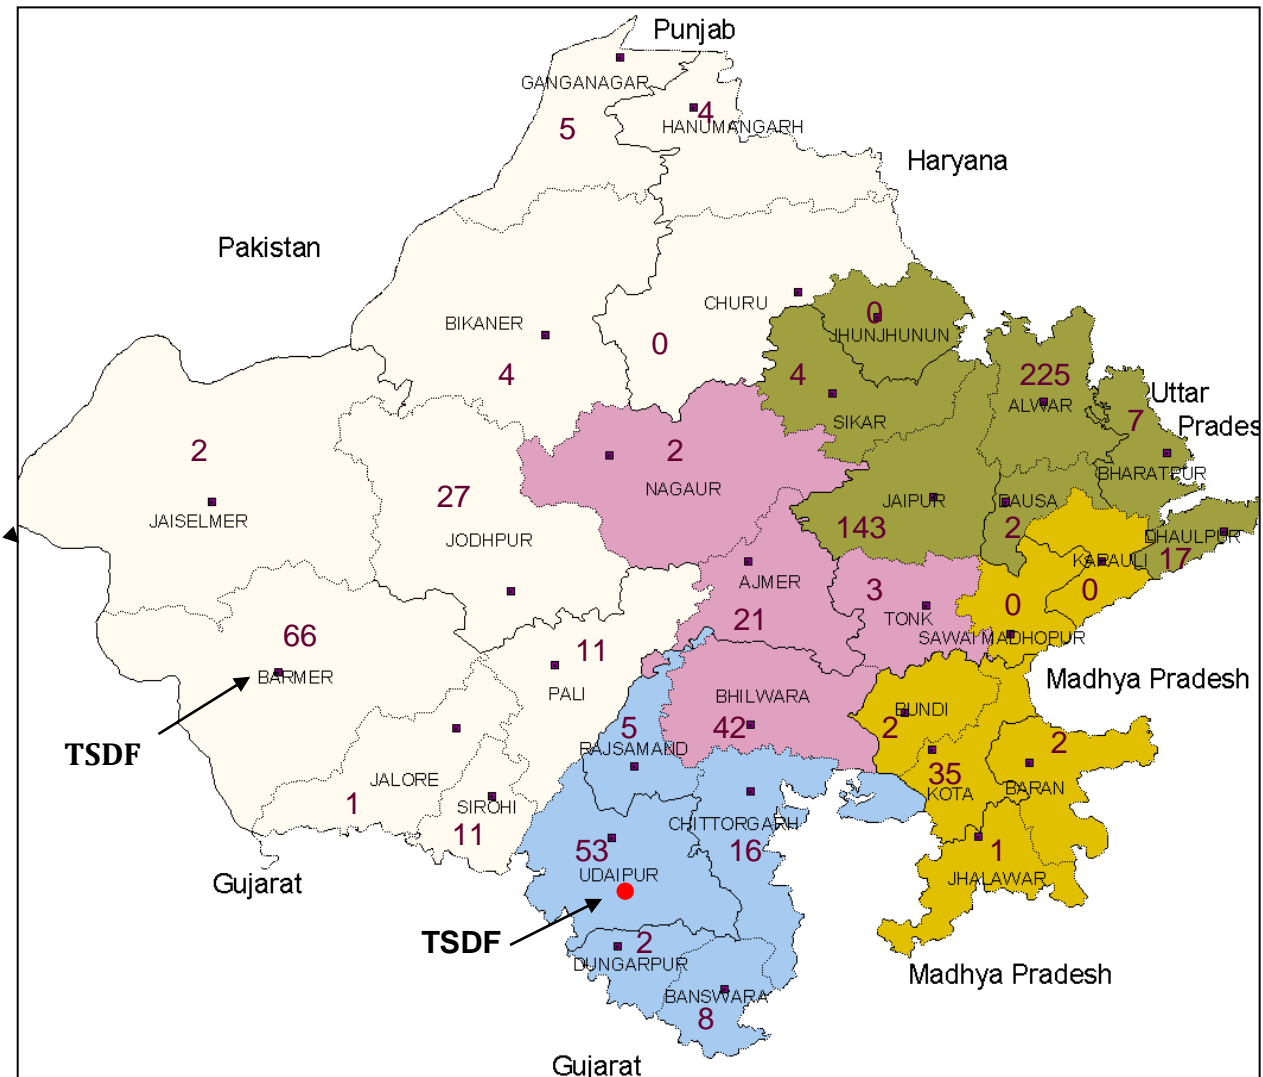 Punjab
GANGANAGAR
5
4
HANUMANGARH
Haryana
Pakistan
CHURU
0
BIKANER
4
0
JHUNJHUNUN
4
SIKAR
225
ALWAR
Uttar
Prades
7
BHARATPUR
2
JAISELMER
27
JODHPUR
2
NAGAUR
JAIPUR
143
DAUSA
2
DHAULPUR
17
KARAULI
0
0
SAWAI MADHOPUR
AJMER
21
3
TONK
66
BARMER
TSDF
11
PALI
Madhya Pradesh
BHILWARA
42
BUNDI
2
5
RAJSAMAND
35
KOTA
2
BARAN
JALORE
1
SIROHI
11
CHITTORGARH
16
53
UDAIPUR
1
JHALAWAR
Gujarat
TSDF
2
DUNGARPUR
BANSWARA
8
Madhya Pradesh
Gujarat